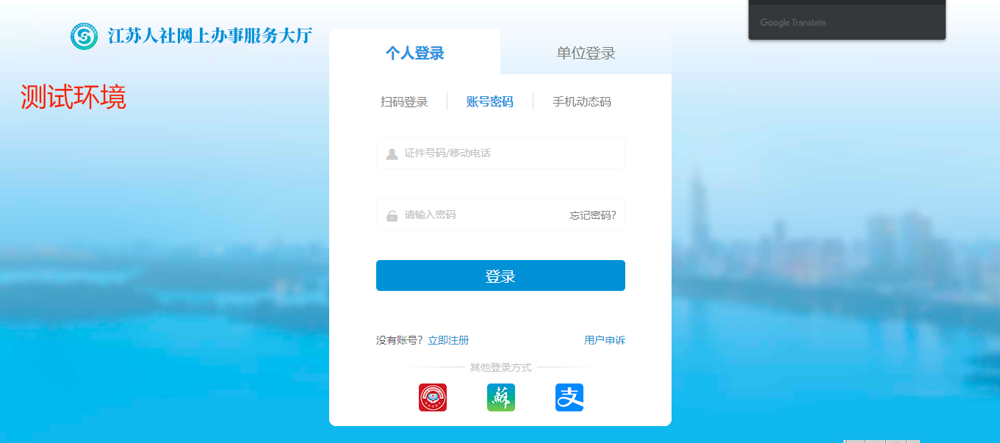 江苏人社网上办事服务大厅
测试环境
Google Translate
个人登录 单位登录
扫码登录 账号密码 手机动态码
证件号码/移动电话
请输入密码 忘记密码?
登录
没有账号? 立即注册 用户申诉
其他登录方式
蘇
支